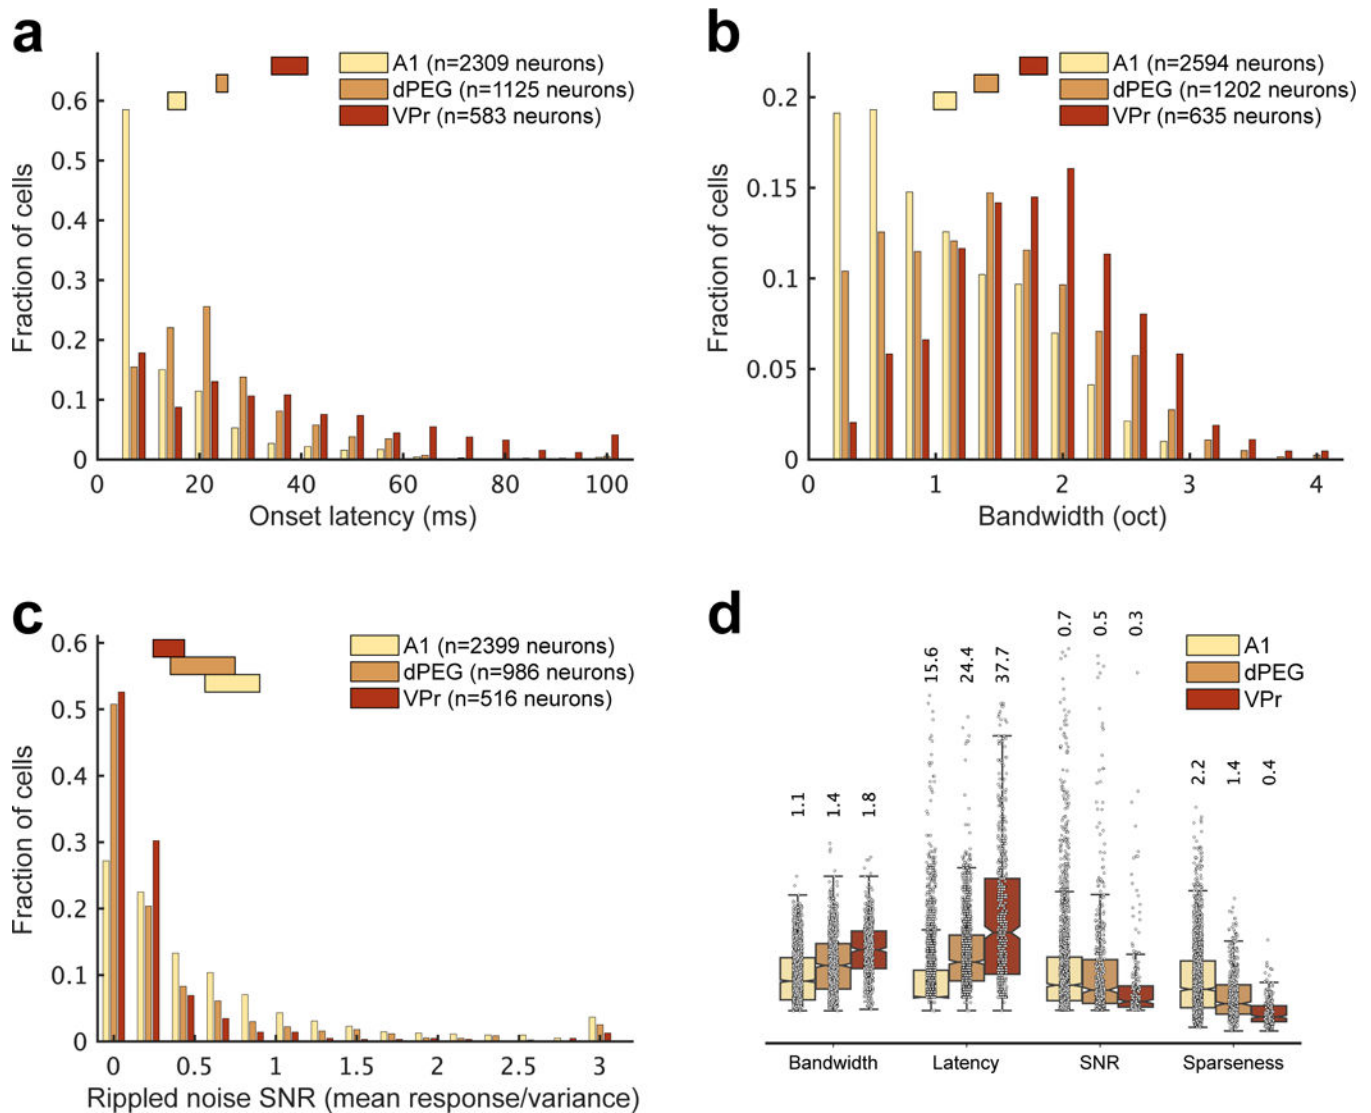 a
A1 (n=2309 neurons)
dPEG (n=1125 neurons)
VPr (n=583 neurons)
Fraction of cells
0.6
0.5
0.4
0.3
0.2
0.1
0
0 20 40 60 80 100
Onset latency (ms)
b
A1 (n=2594 neurons)
dPEG (n=1202 neurons)
VPr (n=635 neurons)
Fraction of cells
0.2
0.15
0.1
0.05
0
0 1 2 3 4
Bandwidth (oct)
c
A1 (n=2399 neurons)
dPEG (n=986 neurons)
VPr (n=516 neurons)
Fraction of cells
0.6
0.5
0.4
0.3
0.2
0.1
0
0 0.5 1 1.5 2 2.5 3
Rippled noise SNR (mean response/variance)
d
A1
dPEG
VPr
1.1 1.4 1.8
15.6 24.4 37.7
0.7 0.5 0.3
2.2 1.4 0.4
Bandwidth Latency SNR Sparseness